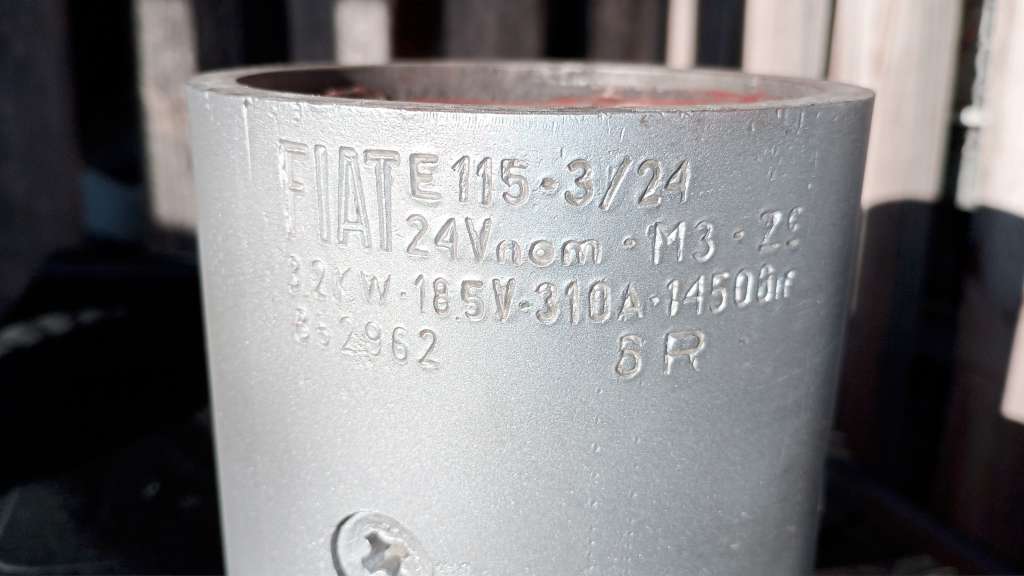 FIAT E115-3/24
24Vnom · M3 ·
3.2KW-18.5V-310A-1450
2962 6R